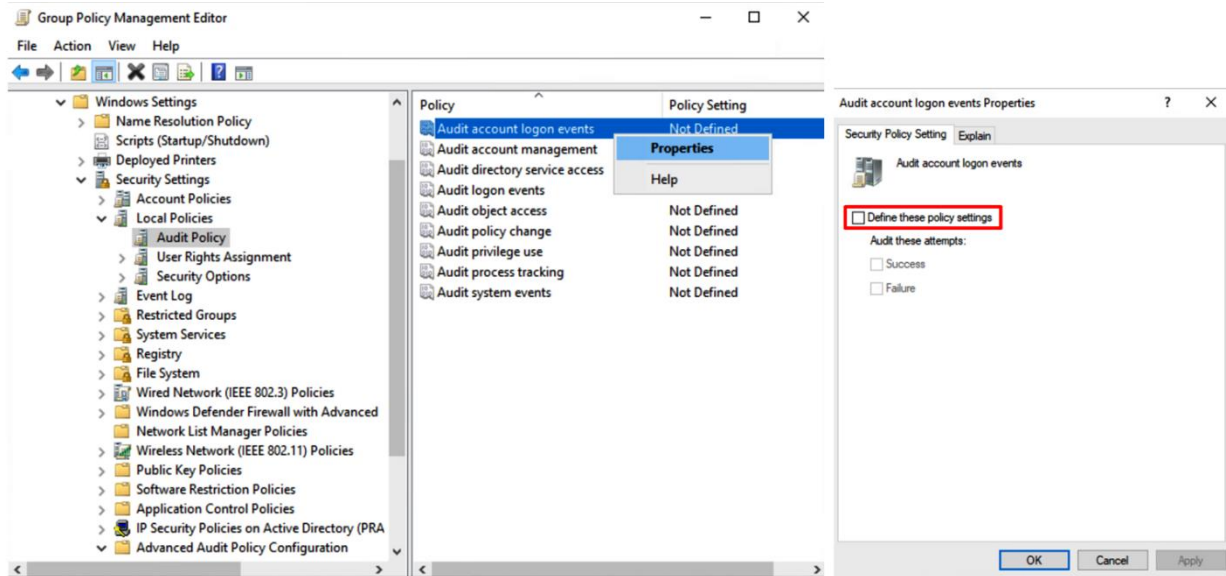 Group Policy Management Editor
File Action View Help
Windows Settings
Name Resolution Policy
Scripts (Startup/Shutdown)
Deployed Printers
Security Settings
Account Policies
Local Policies
Audit Policy
User Rights Assignment
Security Options
Event Log
Restricted Groups
System Services
Registry
File System
Wired Network (IEEE 802.3) Policies
Windows Defender Firewall with Advanced
Network List Manager Policies
Wireless Network (IEEE 802.11) Policies
Public Key Policies
Software Restriction Policies
Application Control Policies
IP Security Policies on Active Directory (PRA
Advanced Audit Policy Configuration
Policy Policy Setting
Audit account logon events Not Defined
Audit account management
Audit directory service access
Audit logon events
Audit object access Not Defined
Audit policy change Not Defined
Audit privilege use Not Defined
Audit process tracking Not Defined
Audit system events Not Defined
Properties
Help
Audit account logon events Properties ? X
Security Policy Setting Explain
Audit account logon events
Define these policy settings
Audit these attempts:
Success
Failure
OK Cancel Apply